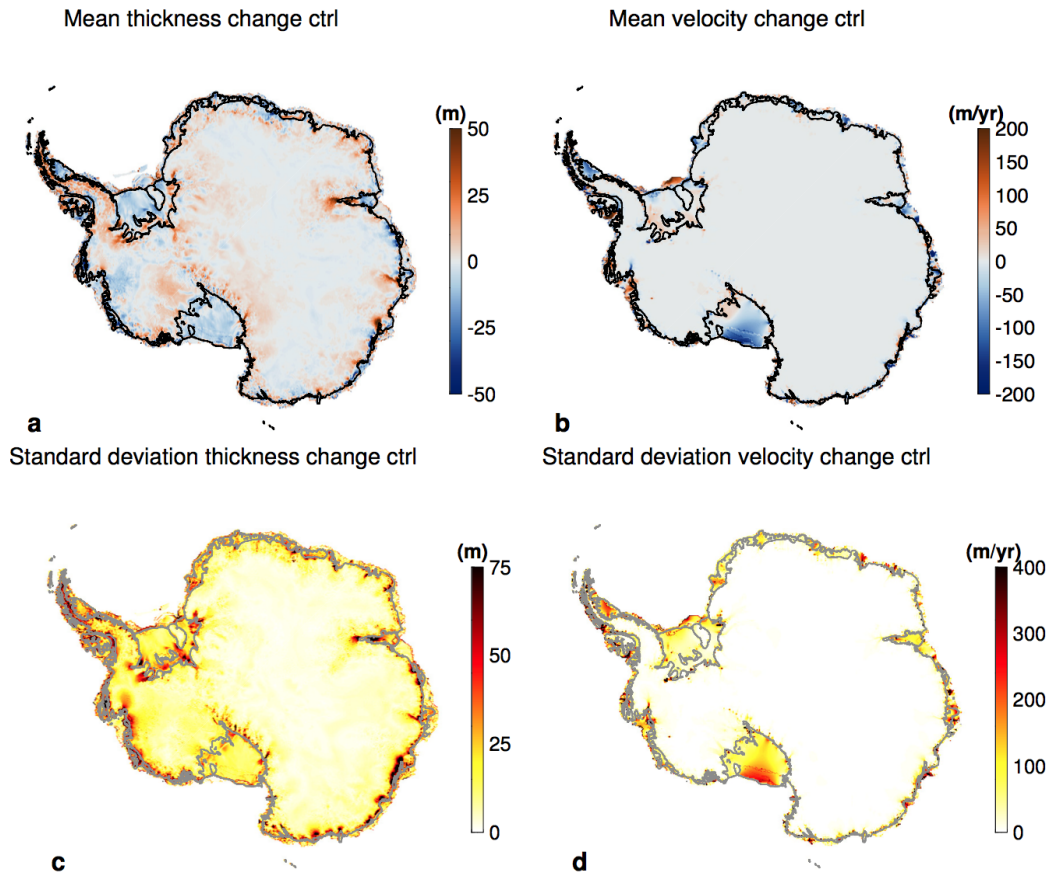 Mean thickness change ctrl
Mean velocity change ctrl
(m)
50
25
0
-25
-50
(m/yr)
200
150
100
50
0
-50
-100
-150
-200
a
b
Standard deviation thickness change ctrl
Standard deviation velocity change ctrl
(m)
75
50
25
0
(m/yr)
400
300
200
100
0
c
d